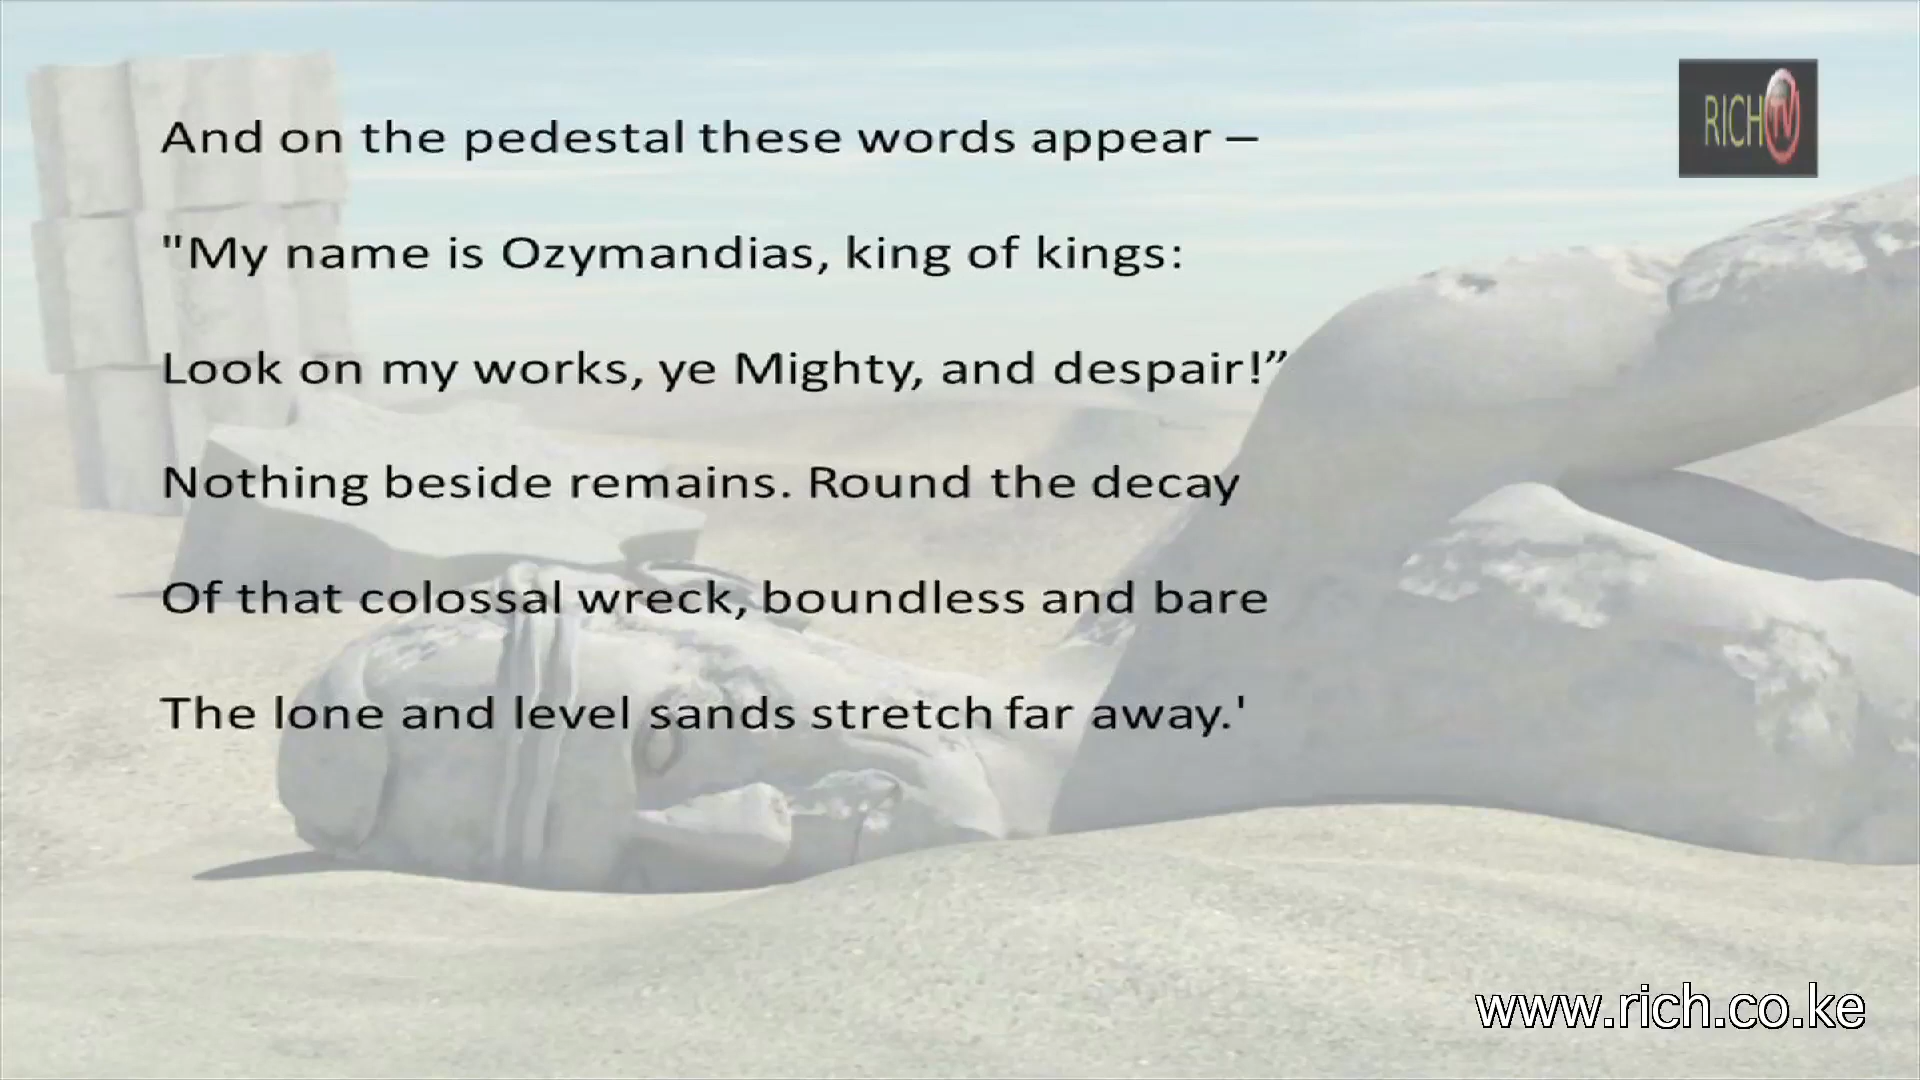 And on the pedestal these words appear –
"My name is Ozymandias, king of kings:
Look on my works, ye Mighty, and despair!”
Nothing beside remains. Round the decay
Of that colossal wreck, boundless and bare
The lone and level sands stretch far away.'
RICH TV
www.rich.co.ke